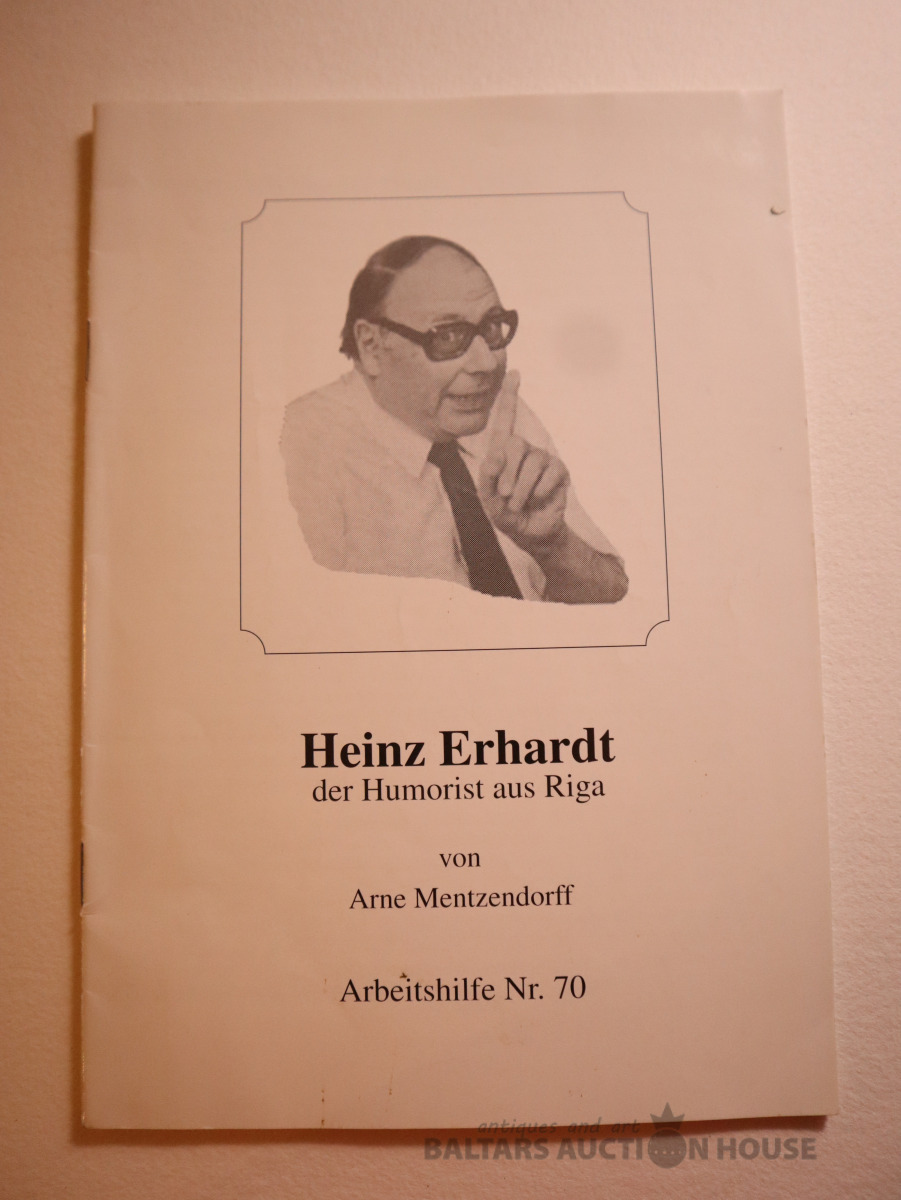 Heinz Erhardt
der Humorist aus Riga
von
Arne Mentzendorff
Arbeitshilfe Nr. 70
antiques and art
BALTARS AUCTION HOUSE